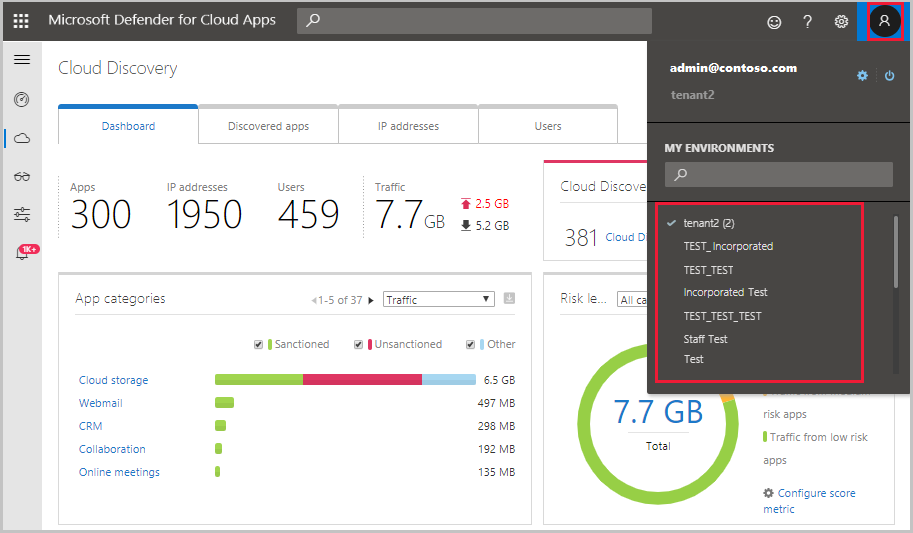 Microsoft Defender for Cloud Apps
?
admin@contoso.com
tenant2
MY ENVIRONMENTS
tenant2 (2)
TEST_Incorporated
TEST_TEST
Incorporated Test
TEST_TEST_TEST
Staff Test
Test
1K+
Cloud Discovery
Dashboard
Discovered apps
IP addresses
Users
Apps
300
IP addresses
1950
Users
459
Traffic
7.7 GB
2.5 GB
5.2 GB
Cloud Discove
381 Cloud Di
App categories
1-5 of 37
Traffic
Sanctioned
Unsanctioned
Other
Cloud storage 6.5 GB
Webmail 497 MB
CRM 298 MB
Collaboration 192 MB
Online meetings 135 MB
Risk le...
All ca
7.7 GB
Total
risk apps
Traffic from low risk
apps
Configure score
metric